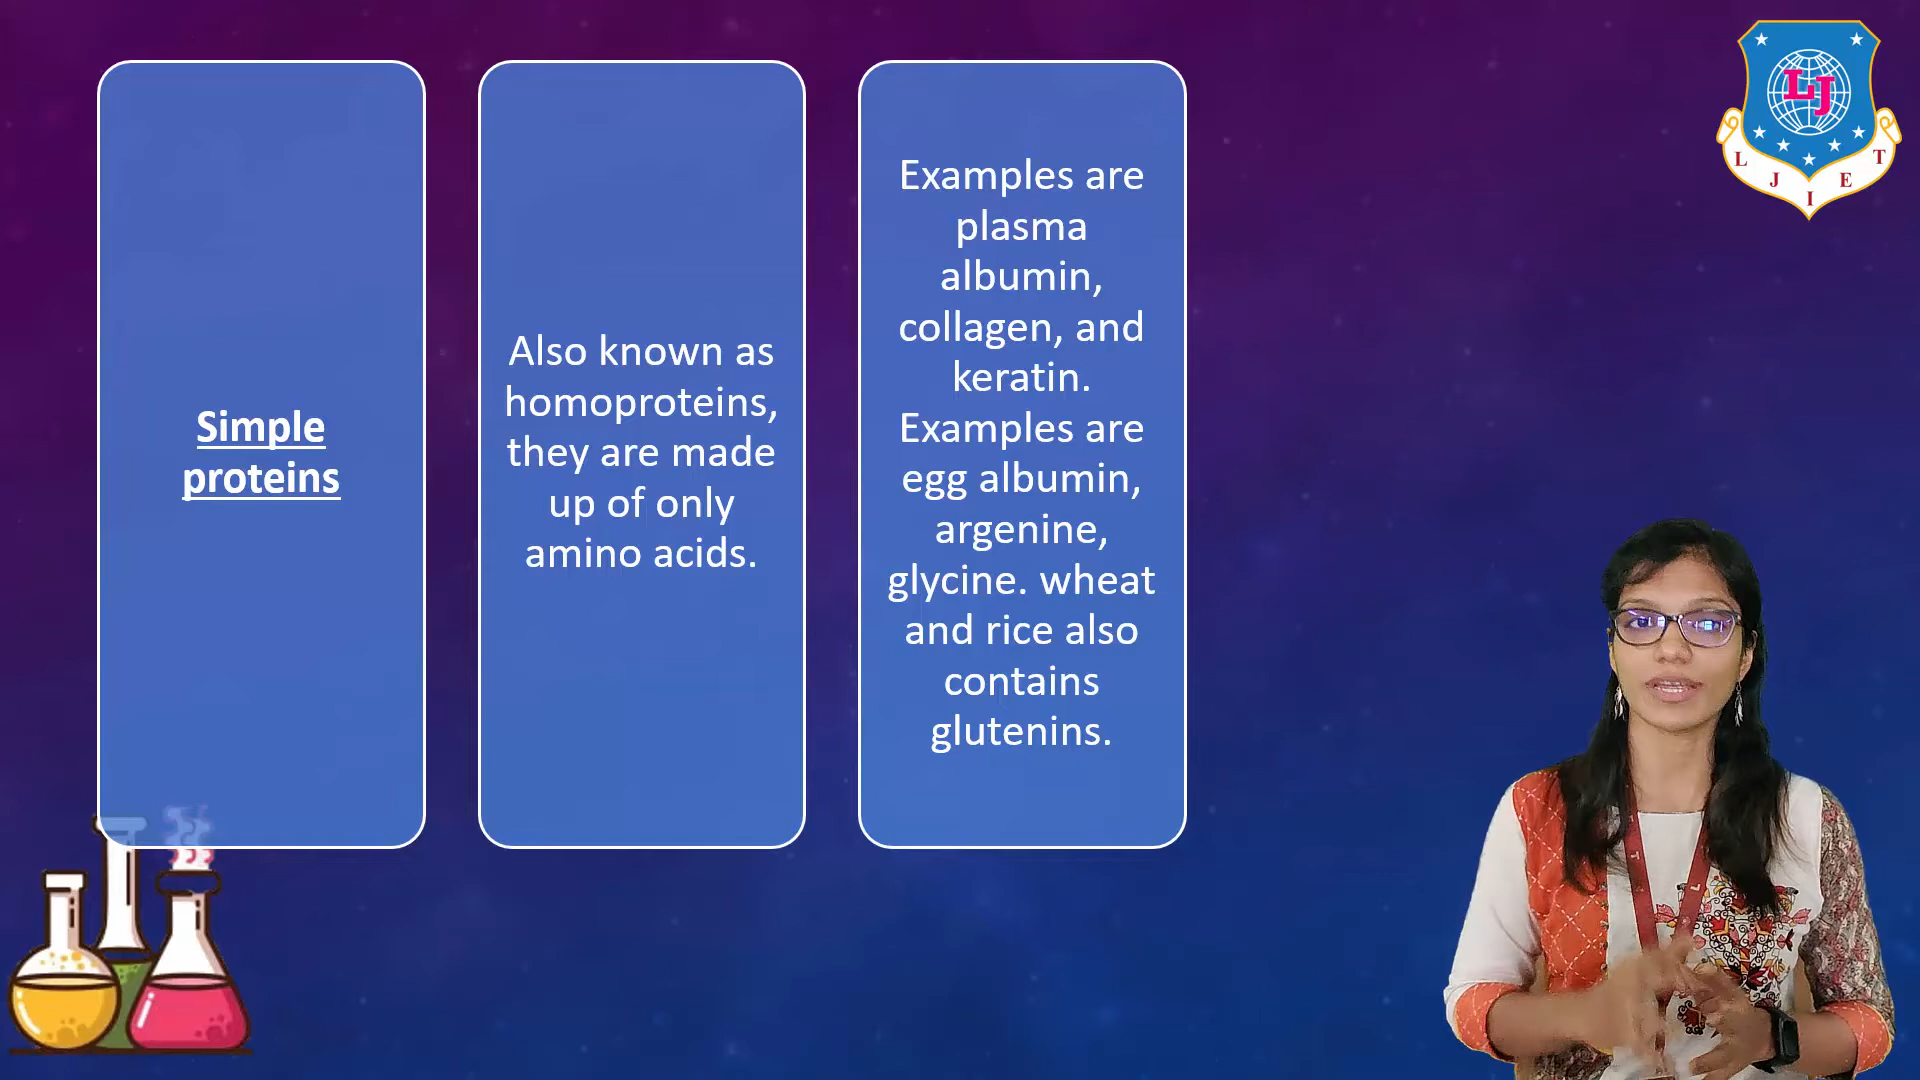 Simple
proteins
Also known as
homoproteins,
they are made
up of only
amino acids.
Examples are
plasma
albumin,
collagen, and
keratin.
Examples are
egg albumin,
argenine,
glycine. wheat
and rice also
contains
glutenins.
LJ
L J I E T